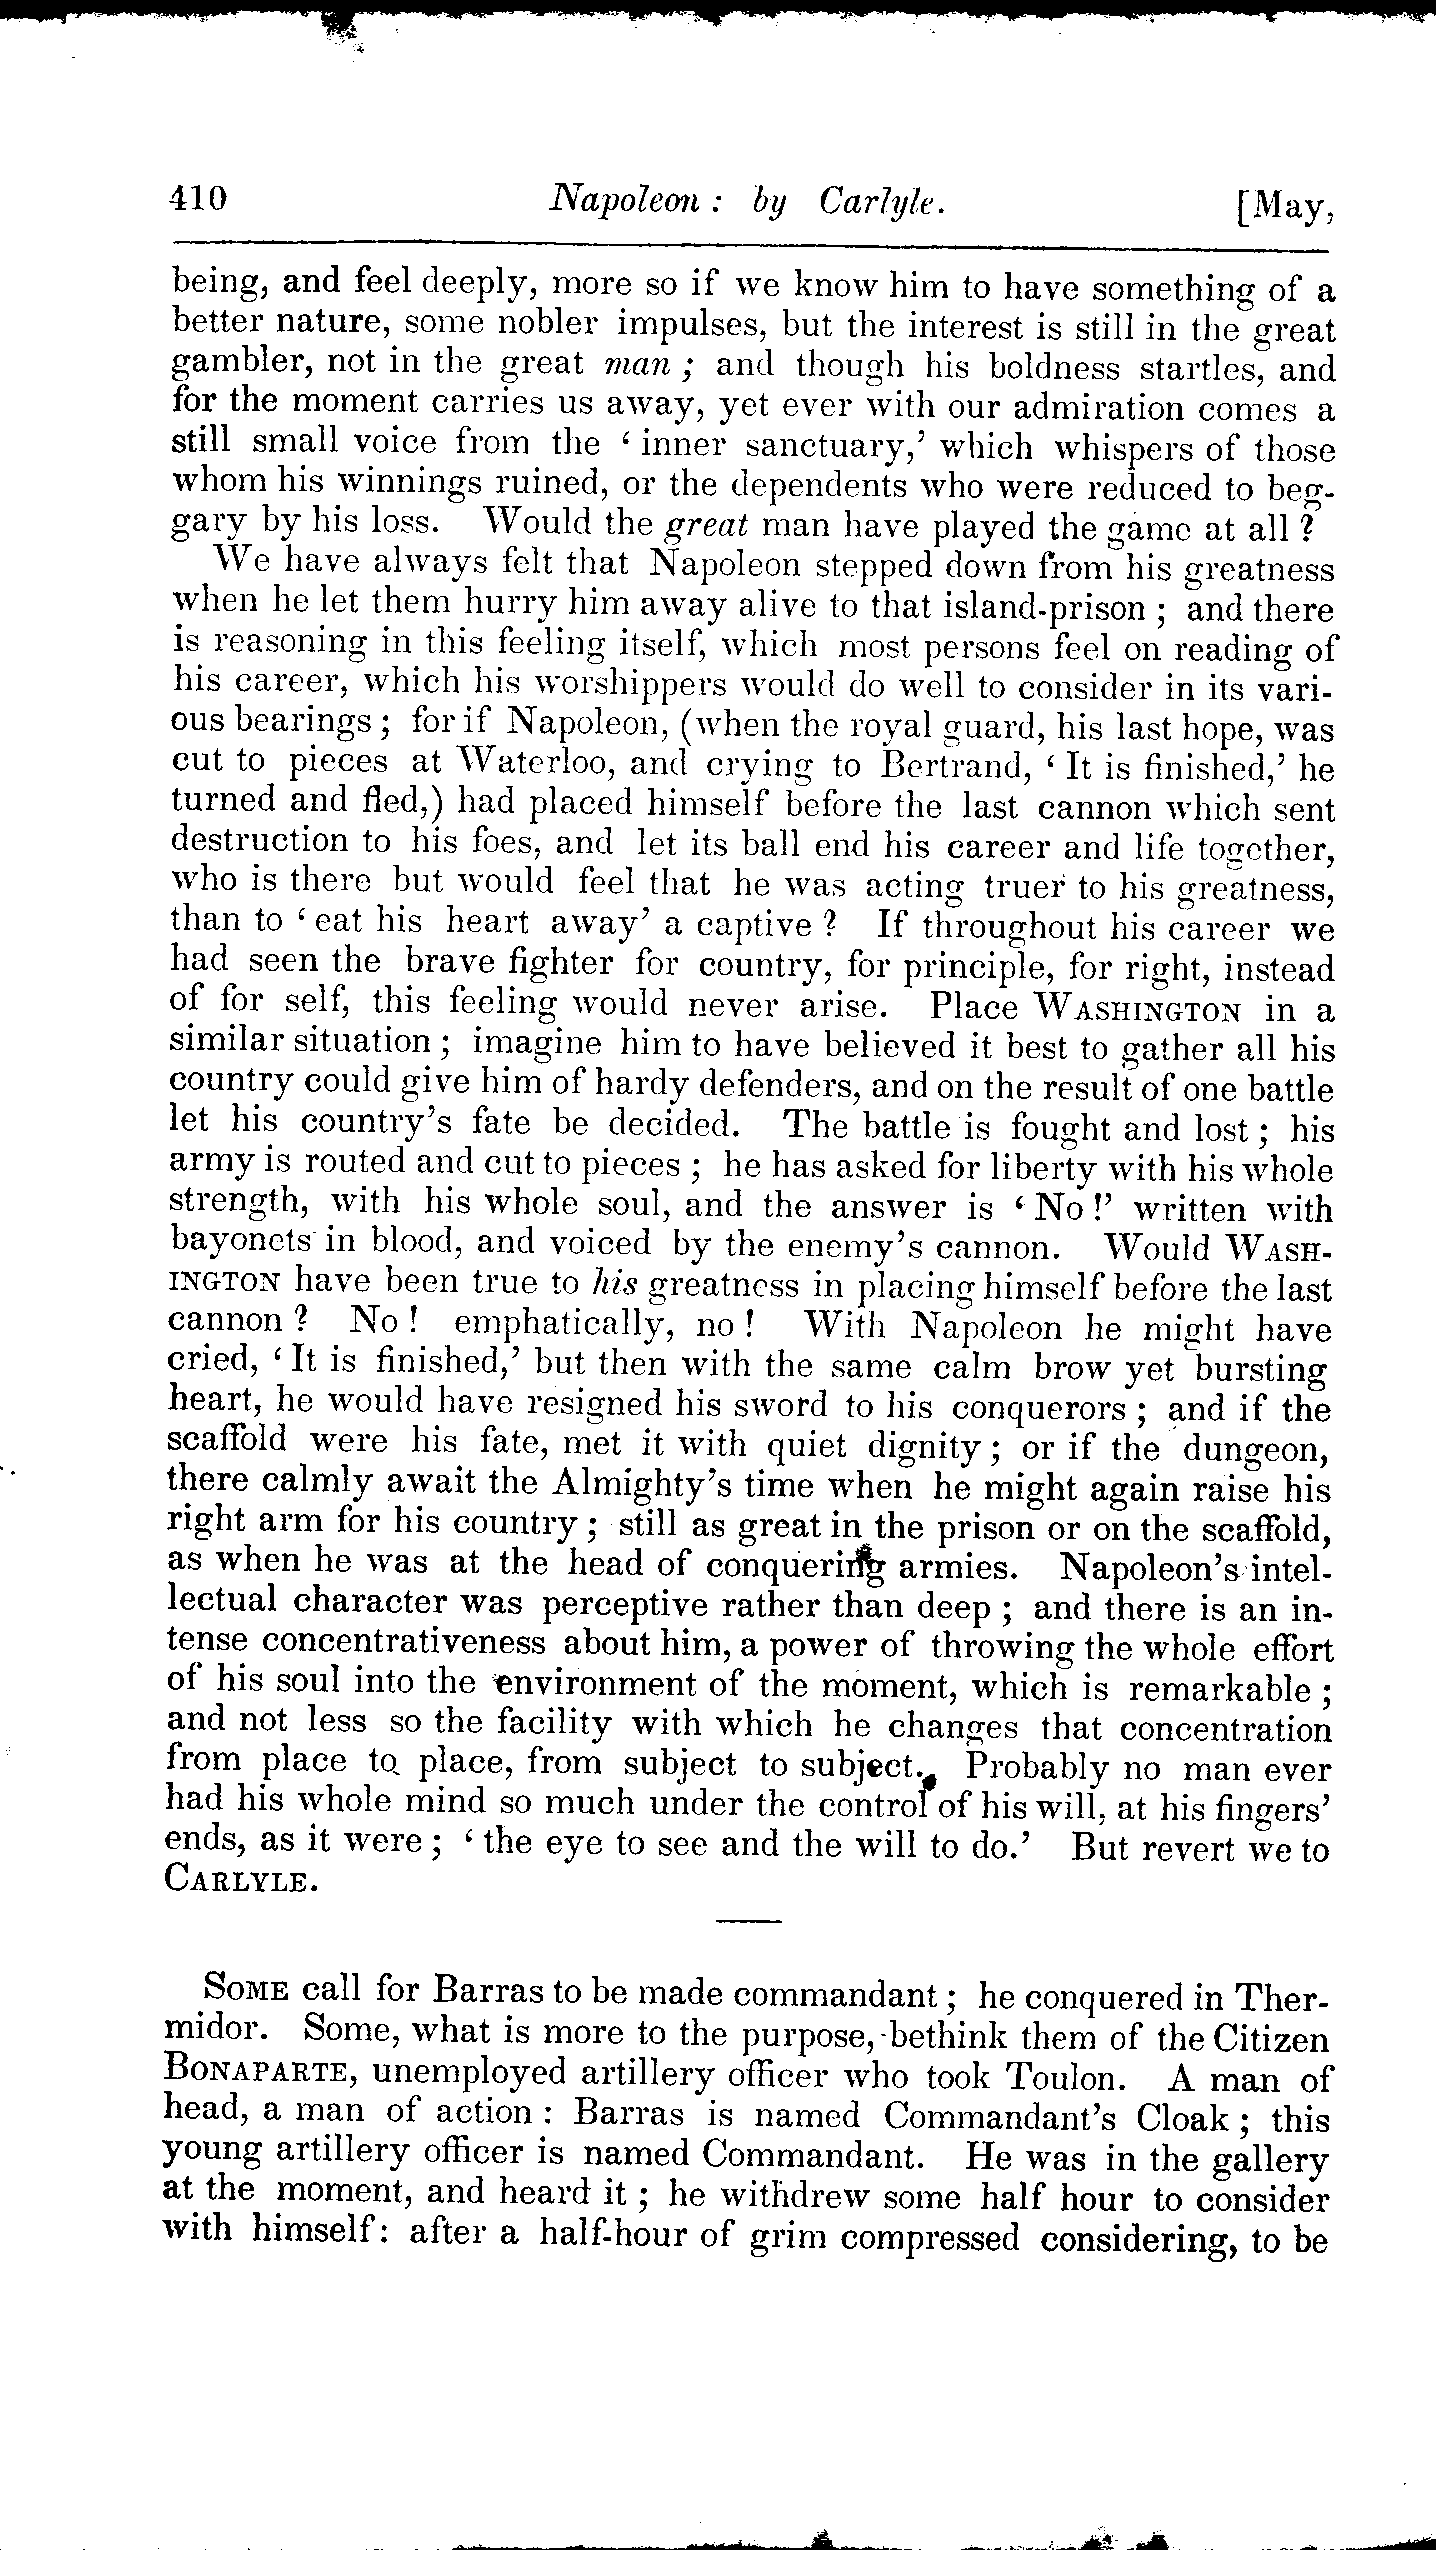 410 Napoleon : by Carlyle. [May,
being, and feel deeply, more so if we know him to have something of a
better nature, some nobler impulses, but the interest is still in the great
gambler, not in the great man ; and though his boldness startles, and
for the moment carries us away, yet ever with our admiration comes a
still small voice from the ‘ inner sanctuary,’ which whispers of those
whom his winnings ruined, or the dependents who were reduced to beg-
gary by his loss. Would the great man have played the game at all ?
We have always felt that Napoleon stepped down from his greatness
when he let them hurry him away alive to that island-prison ; and there
is reasoning in this feeling itself, which most persons feel on reading of
his career, which his worshippers would do well to consider in its vari-
ous bearings ; for if Napoleon, (when the royal guard, his last hope, was
cut to pieces at Waterloo, and crying to Bertrand, ‘ It is finished,’ he
turned and fled,) had placed himself before the last cannon which sent
destruction to his foes, and let its ball end his career and life together,
who is there but would feel that he was acting truer to his greatness,
than to ‘ eat his heart away’ a captive ? If throughout his career we
had seen the brave fighter for country, for principle, for right, instead
of for self, this feeling would never arise. Place WASHINGTON in a
similar situation ; imagine him to have believed it best to gather all his
country could give him of hardy defenders, and on the result of one battle
let his country’s fate be decided. The battle is fought and lost ; his
army is routed and cut to pieces ; he has asked for liberty with his whole
strength, with his whole soul, and the answer is ‘ No !’ written with
bayonets in blood, and voiced by the enemy’s cannon. Would WASH-
INGTON have been true to his greatness in placing himself before the last
cannon ? No ! emphatically, no ! With Napoleon he might have
cried, ‘ It is finished,’ but then with the same calm brow yet bursting
heart, he would have resigned his sword to his conquerors ; and if the
scaffold were his fate, met it with quiet dignity ; or if the dungeon,
there calmly await the Almighty’s time when he might again raise his
right arm for his country ; still as great in the prison or on the scaffold,
as when he was at the head of conquering armies. Napoleon’s intel-
lectual character was perceptive rather than deep ; and there is an in-
tense concentrativeness about him, a power of throwing the whole effort
of his soul into the environment of the moment, which is remarkable ;
and not less so the facility with which he changes that concentration
from place to place, from subject to subject. Probably no man ever
had his whole mind so much under the control of his will, at his fingers’
ends, as it were ; ‘ the eye to see and the will to do.’ But revert we to
CARLYLE.
SOME call for Barras to be made commandant ; he conquered in Ther-
midor. Some, what is more to the purpose, bethink them of the Citizen
BONAPARTE, unemployed artillery officer who took Toulon. A man of
head, a man of action : Barras is named Commandant’s Cloak ; this
young artillery officer is named Commandant. He was in the gallery
at the moment, and heard it ; he withdrew some half hour to consider
with himself : after a half-hour of grim compressed considering, to be